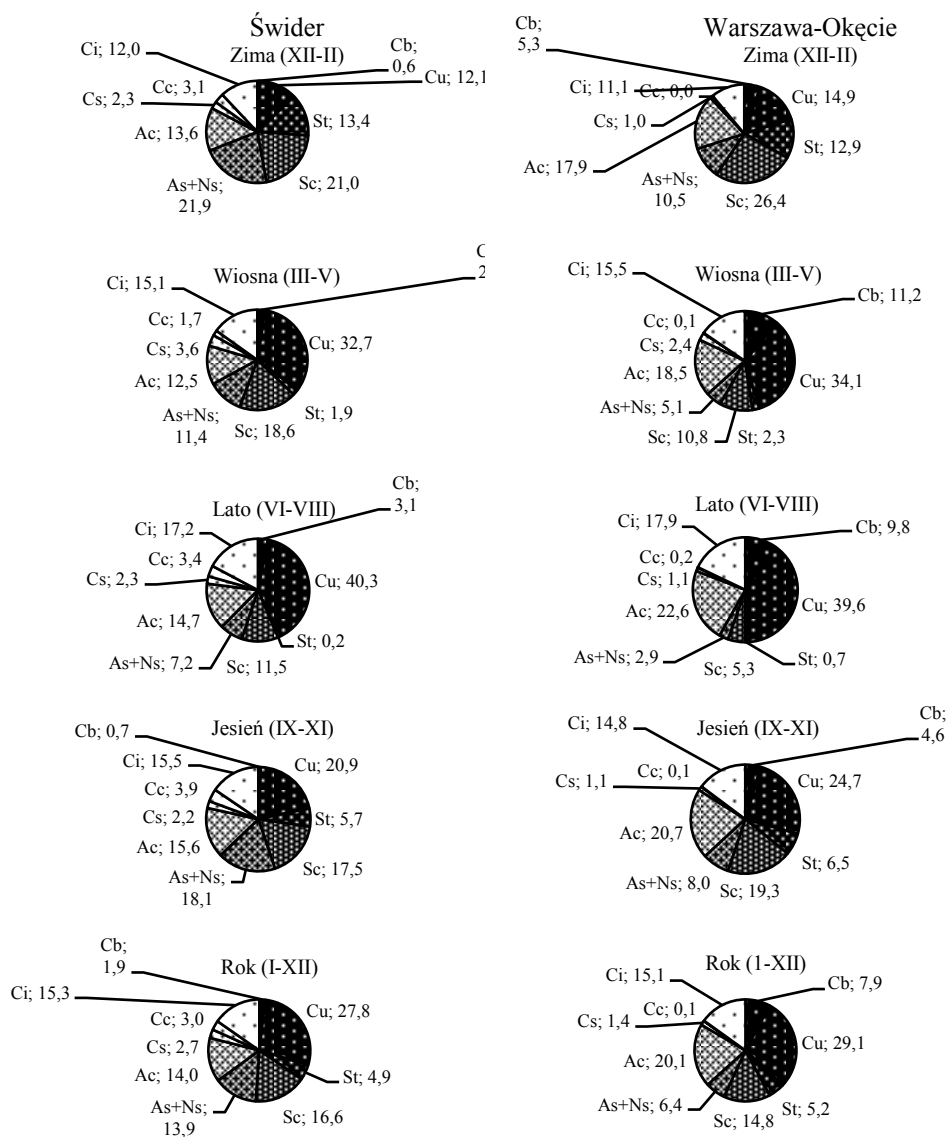 Świder
Zima (XII-II)
Ci; 12,0
Cb;
0,6
Cc; 3,1
Cu; 12,1
Cs; 2,3
St; 13,4
Ac; 13,6
As+Ns;
21,9
Sc; 21,0
Warszawa-Okęcie
Zima (XII-II)
Cb;
5,3
Ci; 11,1
Cc; 0,0
Cu; 14,9
Cs; 1,0
St; 12,9
Ac; 17,9
As+Ns;
10,5
Sc; 26,4
Wiosna (III-V)
Ci; 15,1
2
Cc; 1,7
Cu; 32,7
Cs; 3,6
Ac; 12,5
As+Ns;
11,4
Sc; 18,6
St; 1,9
Wiosna (III-V)
Ci; 15,5
Cb; 11,2
Cc; 0,1
Cs; 2,4
Ac; 18,5
Cu; 34,1
As+Ns; 5,1
Sc; 10,8
St; 2,3
Lato (VI-VIII)
Cb;
3,1
Ci; 17,2
Cc; 3,4
Cs; 2,3
Cu; 40,3
Ac; 14,7
St; 0,2
As+Ns; 7,2
Sc; 11,5
Lato (VI-VIII)
Ci; 17,9
Cb; 9,8
Cc; 0,2
Cs; 1,1
Ac; 22,6
Cu; 39,6
As+Ns; 2,9
Sc; 5,3
St; 0,7
Jesień (IX-XI)
Cb; 0,7
Ci; 15,5
Cu; 20,9
Cc; 3,9
Cs; 2,2
St; 5,7
Ac; 15,6
As+Ns;
18,1
Sc; 17,5
Jesień (IX-XI)
Cb;
4,6
Ci; 14,8
Cc; 0,1
Cs; 1,1
Cu; 24,7
Ac; 20,7
St; 6,5
As+Ns; 8,0
Sc; 19,3
Rok (I-XII)
Cb;
1,9
Ci; 15,3
Cu; 27,8
Cc; 3,0
Cs; 2,7
Ac; 14,0
St; 4,9
As+Ns;
13,9
Sc; 16,6
Rok (1-XII)
Ci; 15,1
Cb; 7,9
Cc; 0,1
Cs; 1,4
Cu; 29,1
Ac; 20,1
As+Ns; 6,4
Sc; 14,8
St; 5,2